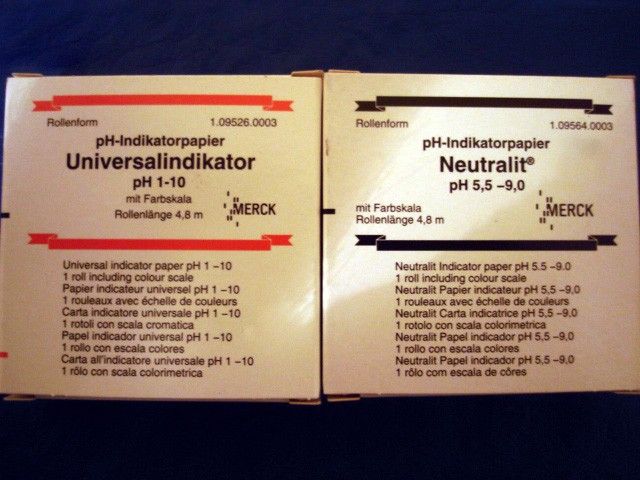 Rollenform 1.09526.0003
pH-Indikatorpapier
Universalindikator
pH 1-10
mit Farbskala
Rollenlänge 4,8 m
MERCK
Universal indicator paper pH 1 –10
1 roll including colour scale
Papier indicateur universel pH 1 –10
1 rouleaux avec échelle de couleurs
Carta indicatore universale pH 1 –10
1 rotoli con scala cromatica
Papel indicador universal pH 1 –10
1 rollo con escala colores
Carta all'indicatore universale pH 1 –10
1 rôlo con scala colorimetrica
Rollenform 1.09564.0003
pH-Indikatorpapier
Neutralit®
pH 5,5 –9,0
mit Farbskala
Rollenlänge 4,8 m
MERCK
Neutralit Indicator paper pH 5.5 –9.0
1 roll including colour scale
Neutralit Papier indicateur pH 5,5 –9,0
1 rouleaux avec échelle de couleurs
Neutralit Carta indicatrice pH 5,5 –9,0
1 rotolo con scala colorimetrica
Neutralit Papel indicador pH 5,5 –9,0
1 rollo con escala colores
Neutralit Papel indicador pH 5,5 –9,0
1 rôlo com escala de côres